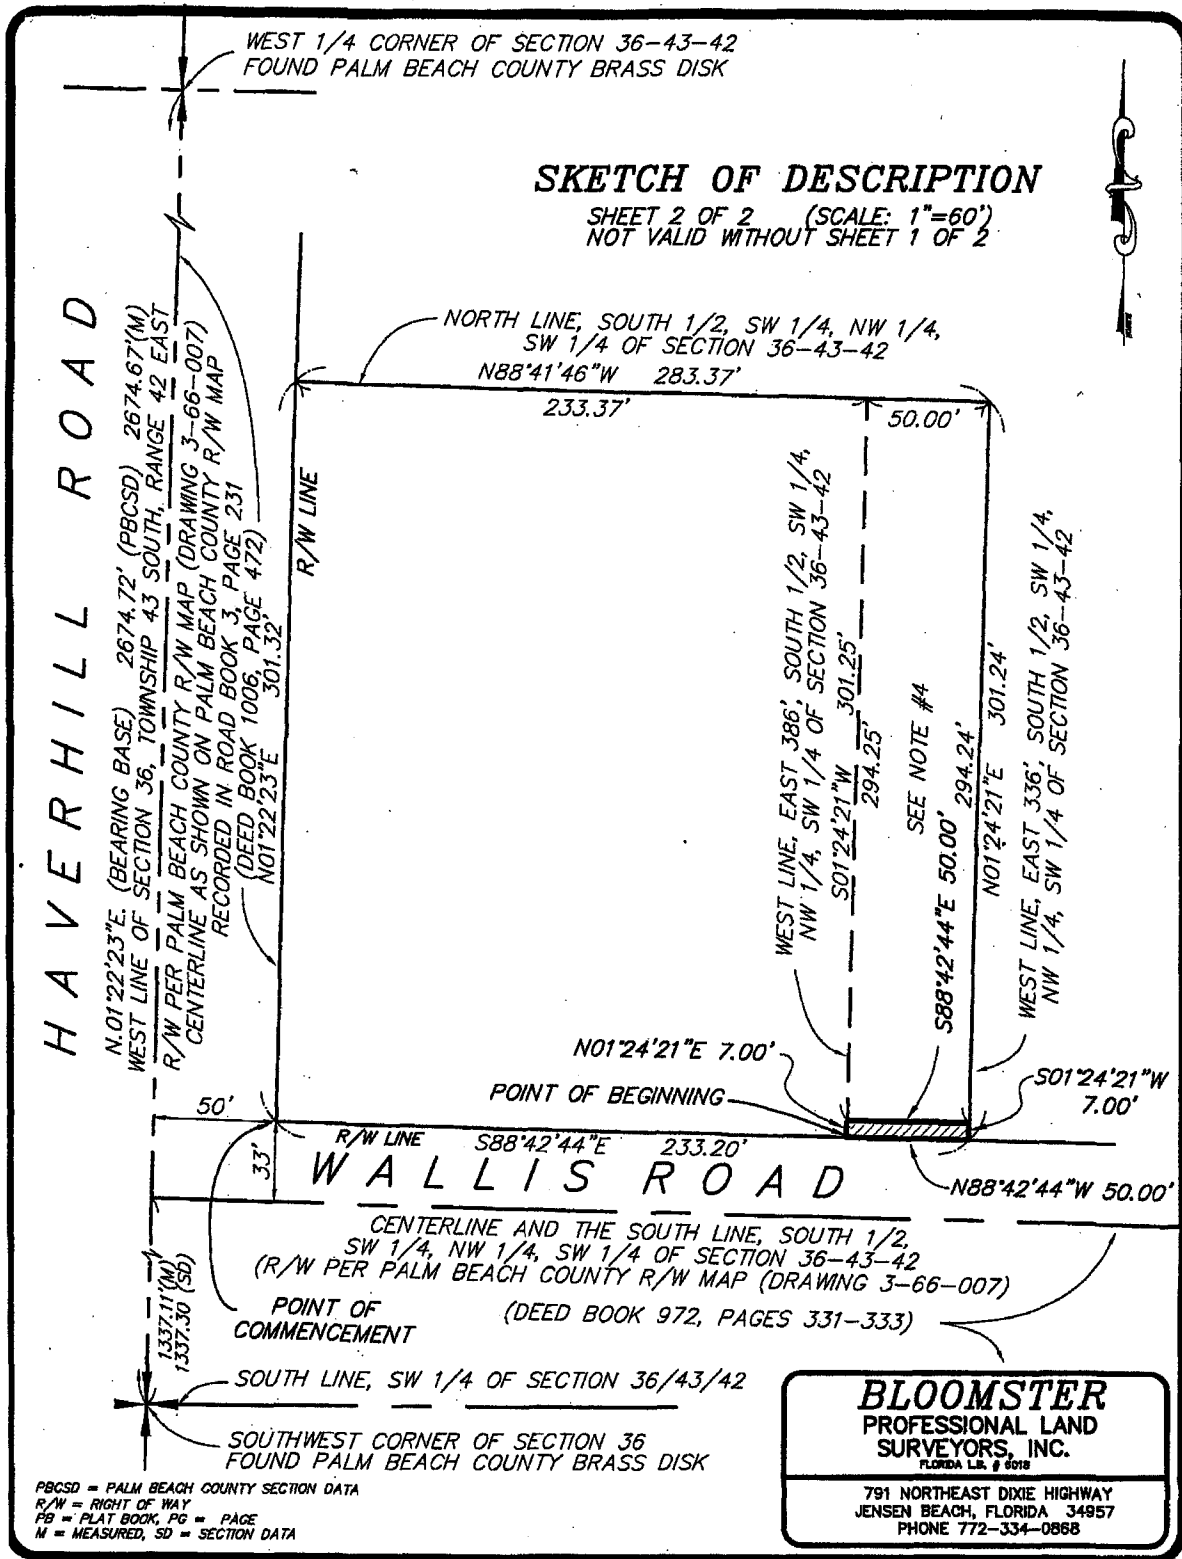 WEST 1/4 CORNER OF SECTION 36-43-42
FOUND PALM BEACH COUNTY BRASS DISK
SKETCH OF DESCRIPTION
SHEET 2 OF 2 (SCALE: 1"=60')
NOT VALID WITHOUT SHEET 1 OF 2
NORTH LINE, SOUTH 1/2, SW 1/4, NW 1/4,
SW 1/4 OF SECTION 36-43-42
N88°41'46"W 283.37'
233.37'
50.00'
HAVERHILL ROAD
N.01°22'23"E. (BEARING BASE) 2674.72' (PBCSD) 2674.67'(M)
WEST LINE OF SECTION 36, TOWNSHIP 43 SOUTH, RANGE 42 EAST
R/W PER PALM BEACH COUNTY R/W MAP (DRAWING 3-66-007)
CENTERLINE AS SHOWN ON PALM BEACH COUNTY R/W MAP
RECORDED IN ROAD BOOK 3, PAGE 231
(DEED BOOK 1006, PAGE 472)
N01°22'23"E 301.32'
R/W LINE
WEST LINE, EAST 386', SOUTH 1/2, SW 1/4,
NW 1/4, SW 1/4 OF SECTION 36-43-42
S01°24'21"W 301.25'
294.25'
SEE NOTE #4
S88°42'44"E 50.00'
294.24'
N01°24'21"E 301.24'
WEST LINE, EAST 336', SOUTH 1/2, SW 1/4,
NW 1/4, SW 1/4 OF SECTION 36-43-42
N01°24'21"E 7.00'
POINT OF BEGINNING
S01°24'21"W
7.00'
50'
33'
R/W LINE S88°42'44"E 233.20'
WALLIS ROAD
N88°42'44"W 50.00'
CENTERLINE AND THE SOUTH LINE, SOUTH 1/2,
SW 1/4, NW 1/4, SW 1/4 OF SECTION 36-43-42
(R/W PER PALM BEACH COUNTY R/W MAP (DRAWING 3-66-007)
(DEED BOOK 972, PAGES 331-333)
POINT OF
COMMENCEMENT
1337.11'(M)
1337.30 (SD)
SOUTH LINE, SW 1/4 OF SECTION 36/43/42
SOUTHWEST CORNER OF SECTION 36
FOUND PALM BEACH COUNTY BRASS DISK
PBCSD = PALM BEACH COUNTY SECTION DATA
R/W = RIGHT OF WAY
PB = PLAT BOOK, PG = PAGE
M = MEASURED, SD = SECTION DATA
BLOOMSTER
PROFESSIONAL LAND
SURVEYORS, INC.
FLORIDA L.B. # 6018
791 NORTHEAST DIXIE HIGHWAY
JENSEN BEACH, FLORIDA 34957
PHONE 772-334-0868